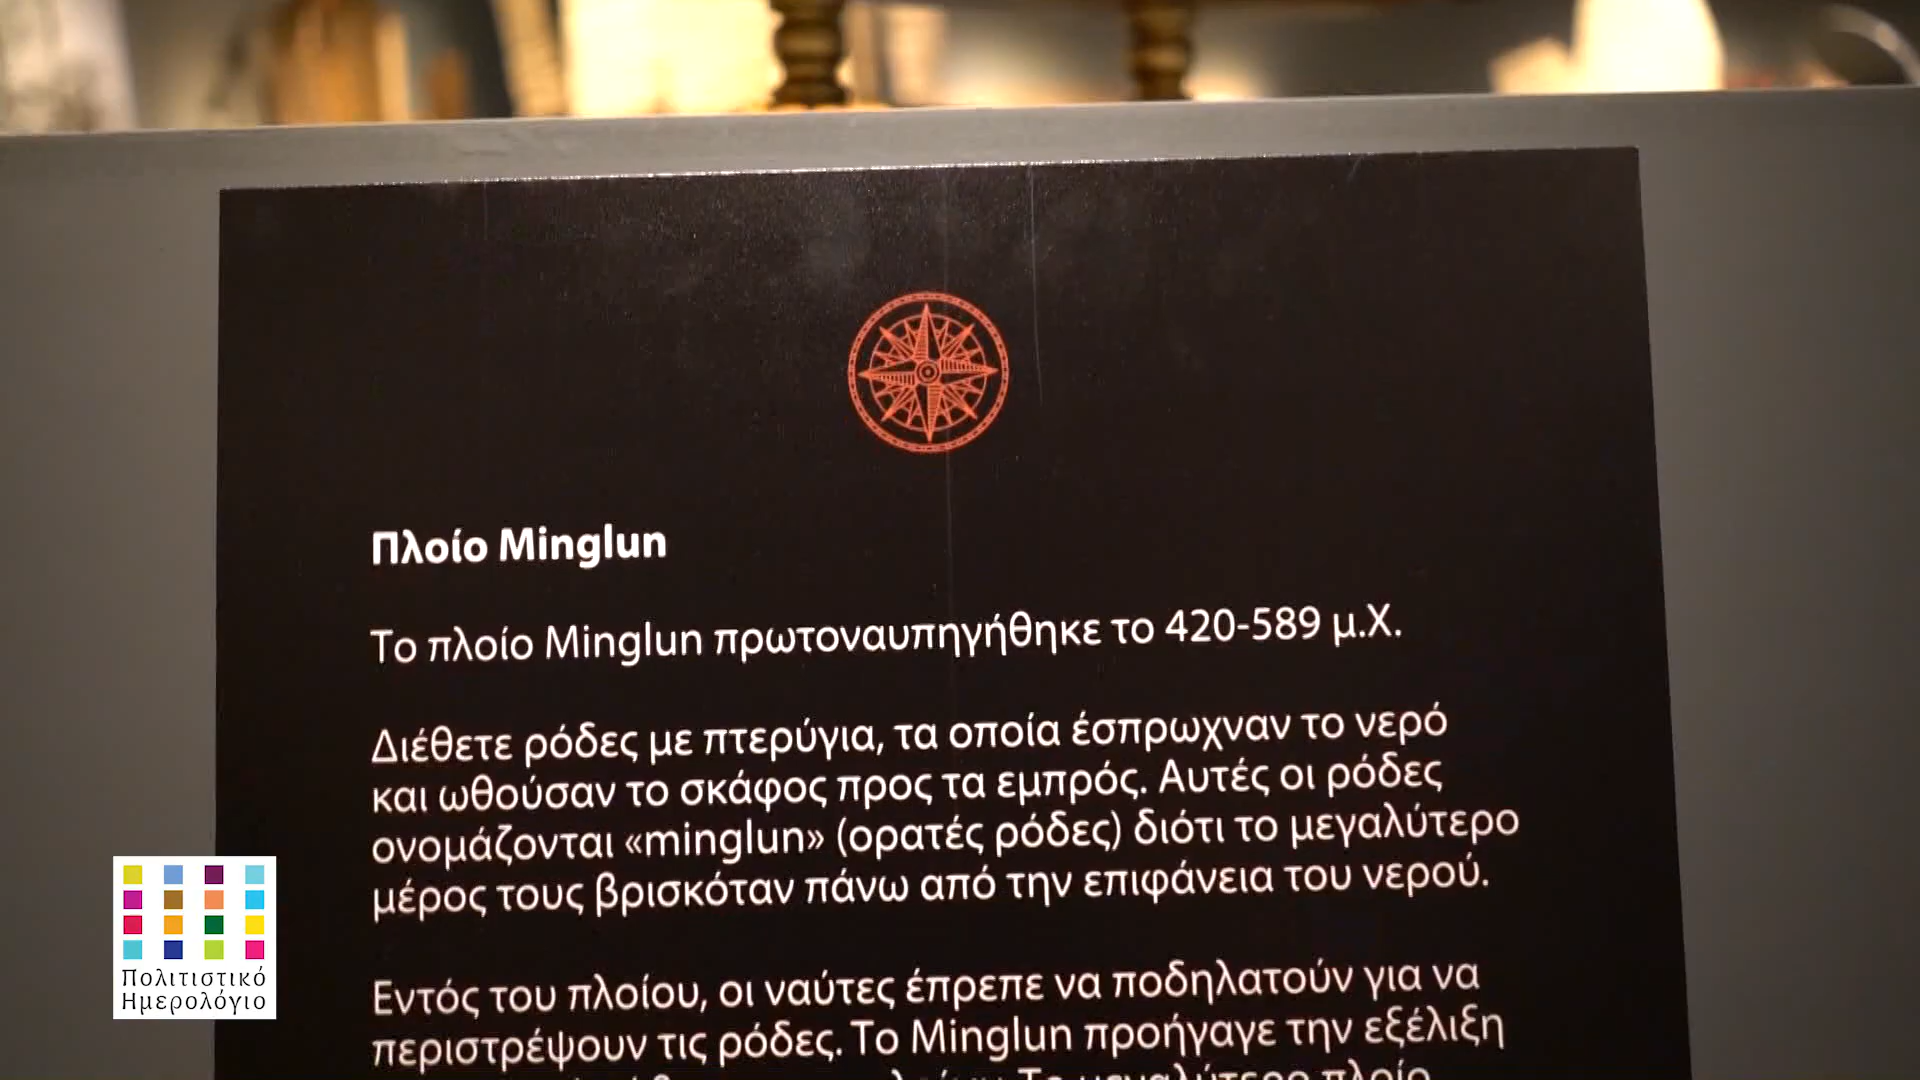 Πλοίο Minglun
Το πλοίο Minglun πρωτοναυπηγήθηκε το 420-589 μ.Χ.
Διέθετε ρόδες με πτερύγια, τα οποία έσπρωχναν το νερό
και ωθούσαν το σκάφος προς τα εμπρός. Αυτές οι ρόδες
ονομάζονται «minglun» (ορατές ρόδες) διότι το μεγαλύτερο
μέρος τους βρισκόταν πάνω από την επιφάνεια του νερού.
Εντός του πλοίου, οι ναύτες έπρεπε να ποδηλατούν για να
περιστρέψουν τις ρόδες. Το Minglun προήγαγε την εξέλιξη
Το μεγαλύτερο πλοίο
Πολιτιστικό
Ημερολόγιο